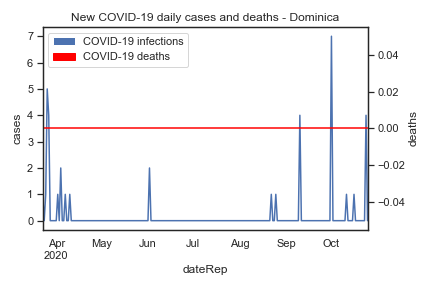 New COVID-19 daily cases and deaths - Dominica
COVID-19 infections
COVID-19 deaths
7
6
5
4
3
2
1
0
cases
0.04
0.02
0.00
−0.02
−0.04
deaths
Apr May Jun Jul Aug Sep Oct
2020
dateRep